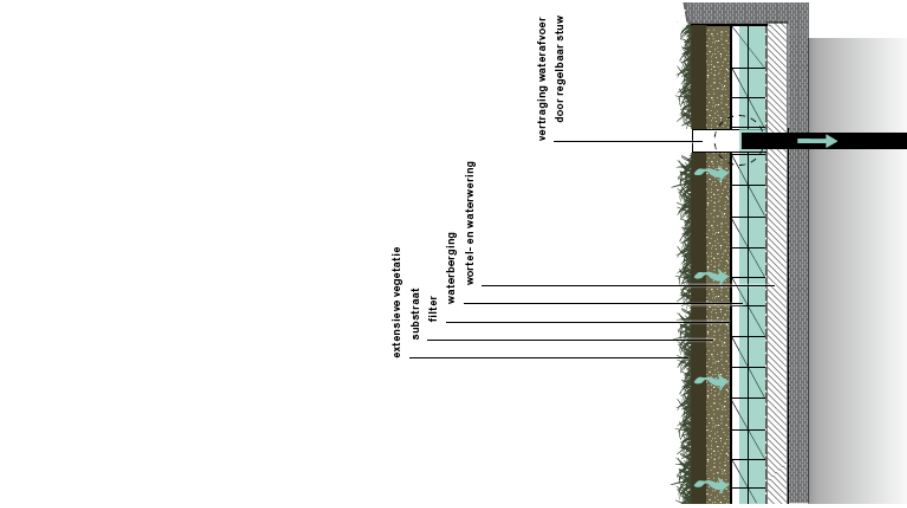 vertraging waterafvoer
door regelbaar stuw
extensieve vegetatie
substraat
filter
waterberging
wortel- en waterwering